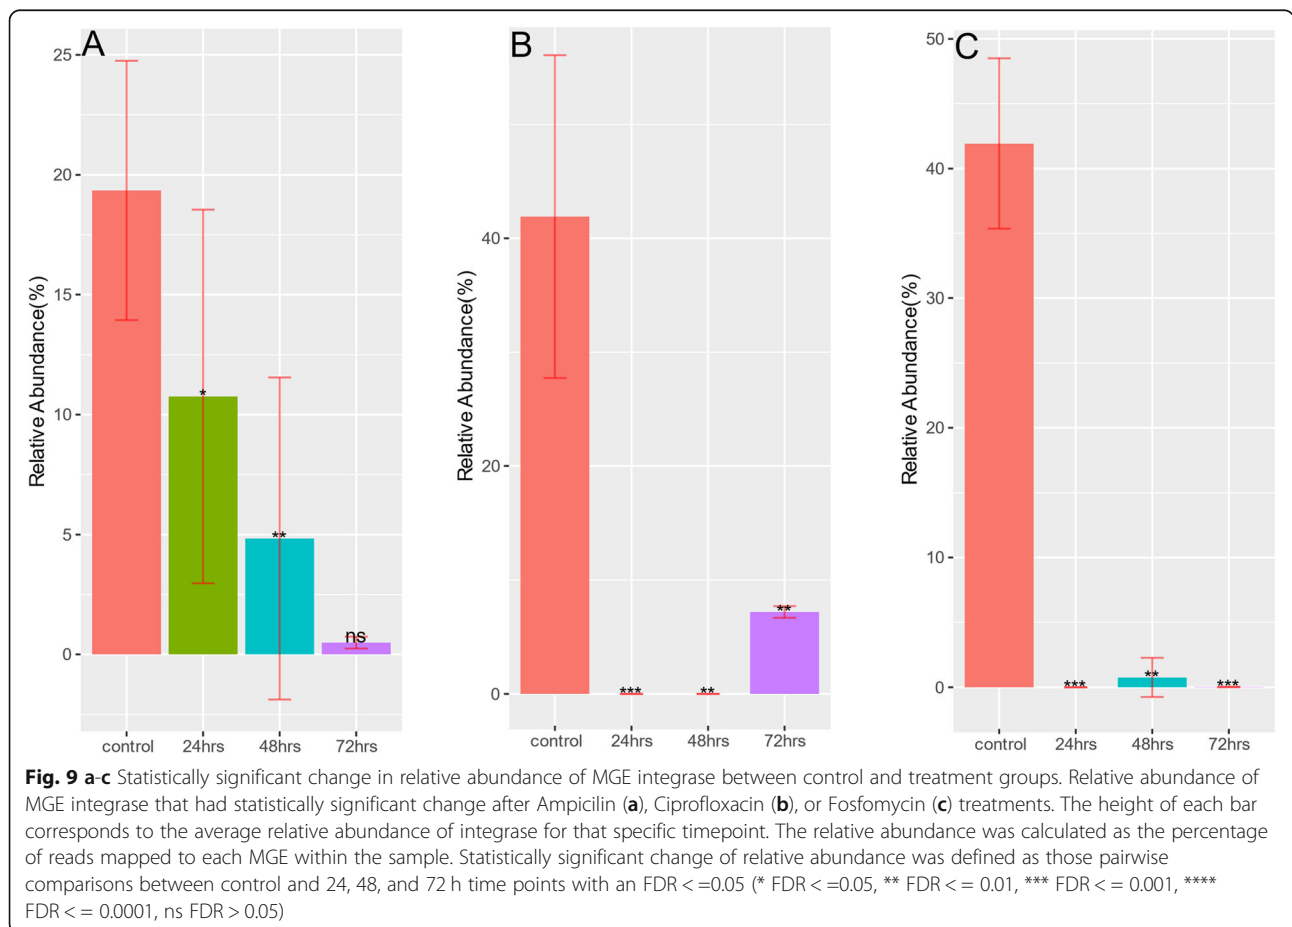 A
25
20
15
10
5
0
Relative Abundance(%)
*
**
ns
control 24hrs 48hrs 72hrs
B
40
20
0
Relative Abundance(%)
***
**
**
control 24hrs 48hrs 72hrs
C
50
40
30
20
10
0
Relative Abundance(%)
***
**
***
control 24hrs 48hrs 72hrs
Fig. 9 a-c Statistically significant change in relative abundance of MGE integrase between control and treatment groups. Relative abundance of
MGE integrase that had statistically significant change after Ampicilin (a), Ciprofloxacin (b), or Fosfomycin (c) treatments. The height of each bar
corresponds to the average relative abundance of integrase for that specific timepoint. The relative abundance was calculated as the percentage
of reads mapped to each MGE within the sample. Statistically significant change of relative abundance was defined as those pairwise
comparisons between control and 24, 48, and 72 h time points with an FDR < =0.05 (* FDR < =0.05, ** FDR < = 0.01, *** FDR < = 0.001, ****
FDR < = 0.0001, ns FDR > 0.05)